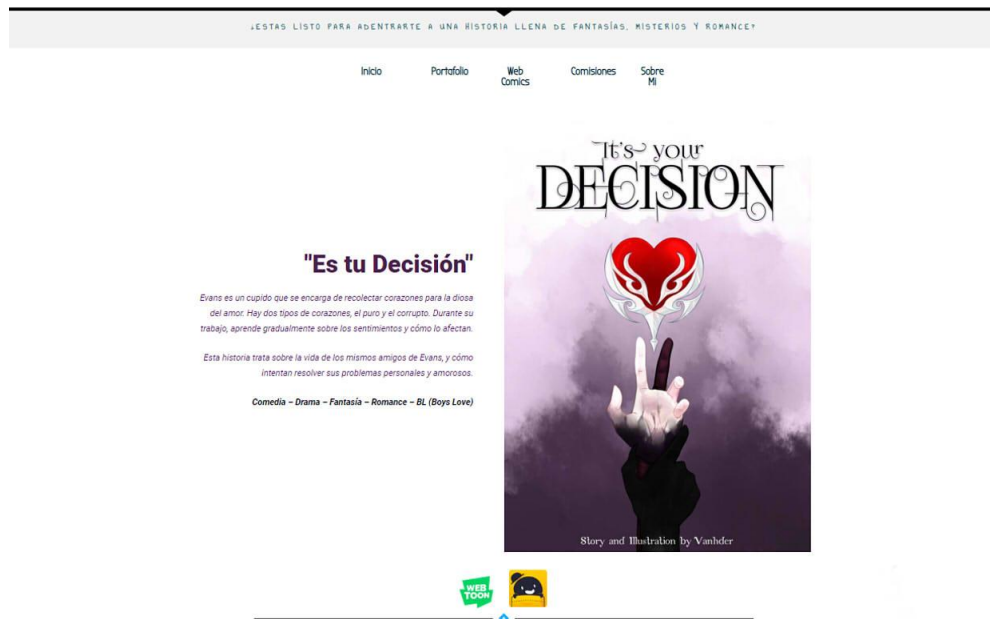 ¿ESTAS LISTO PARA ADENTRARTE A UNA HISTORIA LLENA DE FANTASÍAS, MISTERIOS Y ROMANCE?
Inicio
Portafolio
Web
Comics
Comisiones
Sobre
Mi
It's your
DECISION
"Es tu Decisión"
Evans es un cupido que se encarga de recolectar corazones para la diosa
del amor. Hay dos tipos de corazones, el puro y el corrupto. Durante su
trabajo, aprende gradualmente sobre los sentimientos y cómo lo afectan.
Esta historia trata sobre la vida de los mismos amigos de Evans, y cómo
intentan resolver sus problemas personales y amorosos.
Comedia – Drama – Fantasía – Romance – BL (Boys Love)
Story and Illustration by Vanhder
WEB
TOON